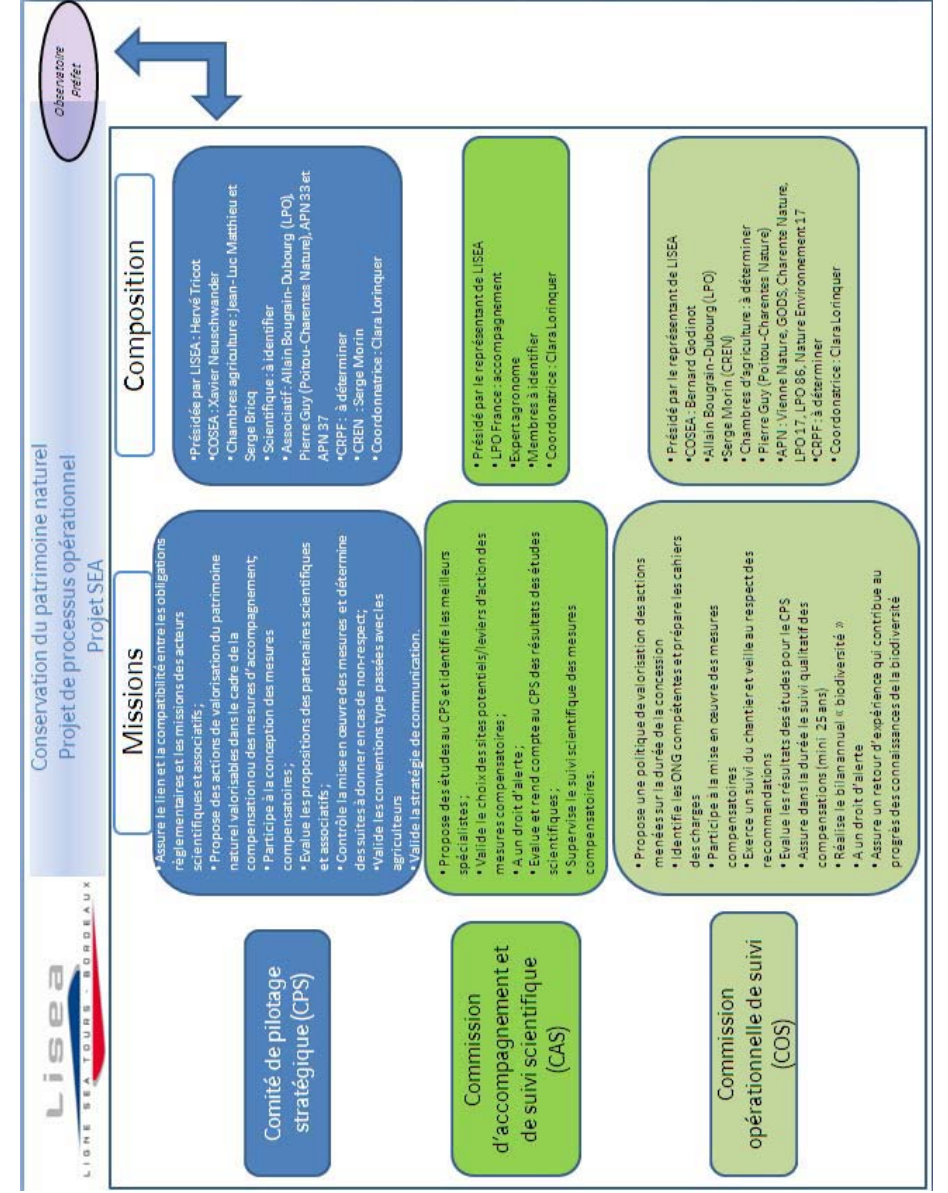 Lisea
LIGNE SEA TOURS - BORDEAUX
Conservation du patrimoine naturel
Projet de processus opérationnel
Projet SEA
Observatoire
Préfet
Missions
Composition
Comité de pilotage
stratégique (CPS)
• Assure le lien et la compatibilité entre les obligations
règlementaires et les missions des acteurs
scientifiques et associatifs ;
• Propose des actions de valorisation du patrimoine
naturel valorisables dans le cadre de la
compensation ou des mesures d'accompagnement;
• Participe à la conception des mesures
compensatoires ;
• Evalue les propositions des partenaires scientifiques
et associatifs ;
• Contrôle la mise en œuvre des mesures et détermine
des suites à donner en cas de non-respect ;
•Valide les conventions type passées avec les
agriculteurs
• Valide la stratégie de communication.
•Présidée par LISEA : Hervé Tricot
•COSEA : Xavier Neuschwander
• Chambres agriculture : Jean-Luc Matthieu et
Serge Bricq
• Scientifique : à identifier
• Associatif : Allain Bougrain-Dubourg (LPO),
Pierre Guy (Poitou-Charentes Nature), APN 33 et
APN 37
•CRPF : à déterminer
• CREN : Serge Morin
• Coordonnatrice : Clara Lorinquer
Commission
d'accompagnement et
de suivi scientifique
(CAS)
• Propose des études au CPS et identifie les meilleurs
spécialistes ;
• Valide le choix des sites potentiels/leviers d'action des
mesures compensatoires ;
• A un droit d'alerte ;
• Evalue et rend compte au CPS des résultats des études
scientifiques ;
• Supervise le suivi scientifique des mesures
compensatoires.
• Présidé par le représentant de LISEA
• LPO France : accompagnement
• Expert agronome
• Membres à identifier
• Coordonatrice : Clara Lorinquer
Commission
opérationnelle de suivi
(COS)
• Propose une politique de valorisation des actions
menées sur la durée de la concession
• Identifie les ONG compétentes et prépare les cahiers
des charges
• Participe à la mise en œuvre des mesures
compensatoires
• Exerce un suivi du chantier et veille au respect des
recommandations
• Evalue les résultats des études pour le CPS
• Assure dans la durée le suivi qualitatif des
compensations (mini 25 ans)
• Réalise le bilan annuel « biodiversité »
• A un droit d'alerte
• Assure un retour d'expérience qui contribue au
progrès des connaissances de la biodiversité
• Présidé par le représentant de LISEA
•COSEA : Bernard Godinot
•Allain Bougrain-Dubourg (LPO)
•Serge Morin (CREN)
• Chambres d'agriculture : à déterminer
• Pierre Guy (Poitou-Charentes Nature)
•APN : Vienne Nature, GODS, Charente Nature,
LPO 17, LPO 86, Nature Environnement 17
•CRPF : à déterminer
• Coordonatrice : Clara Lorinquer